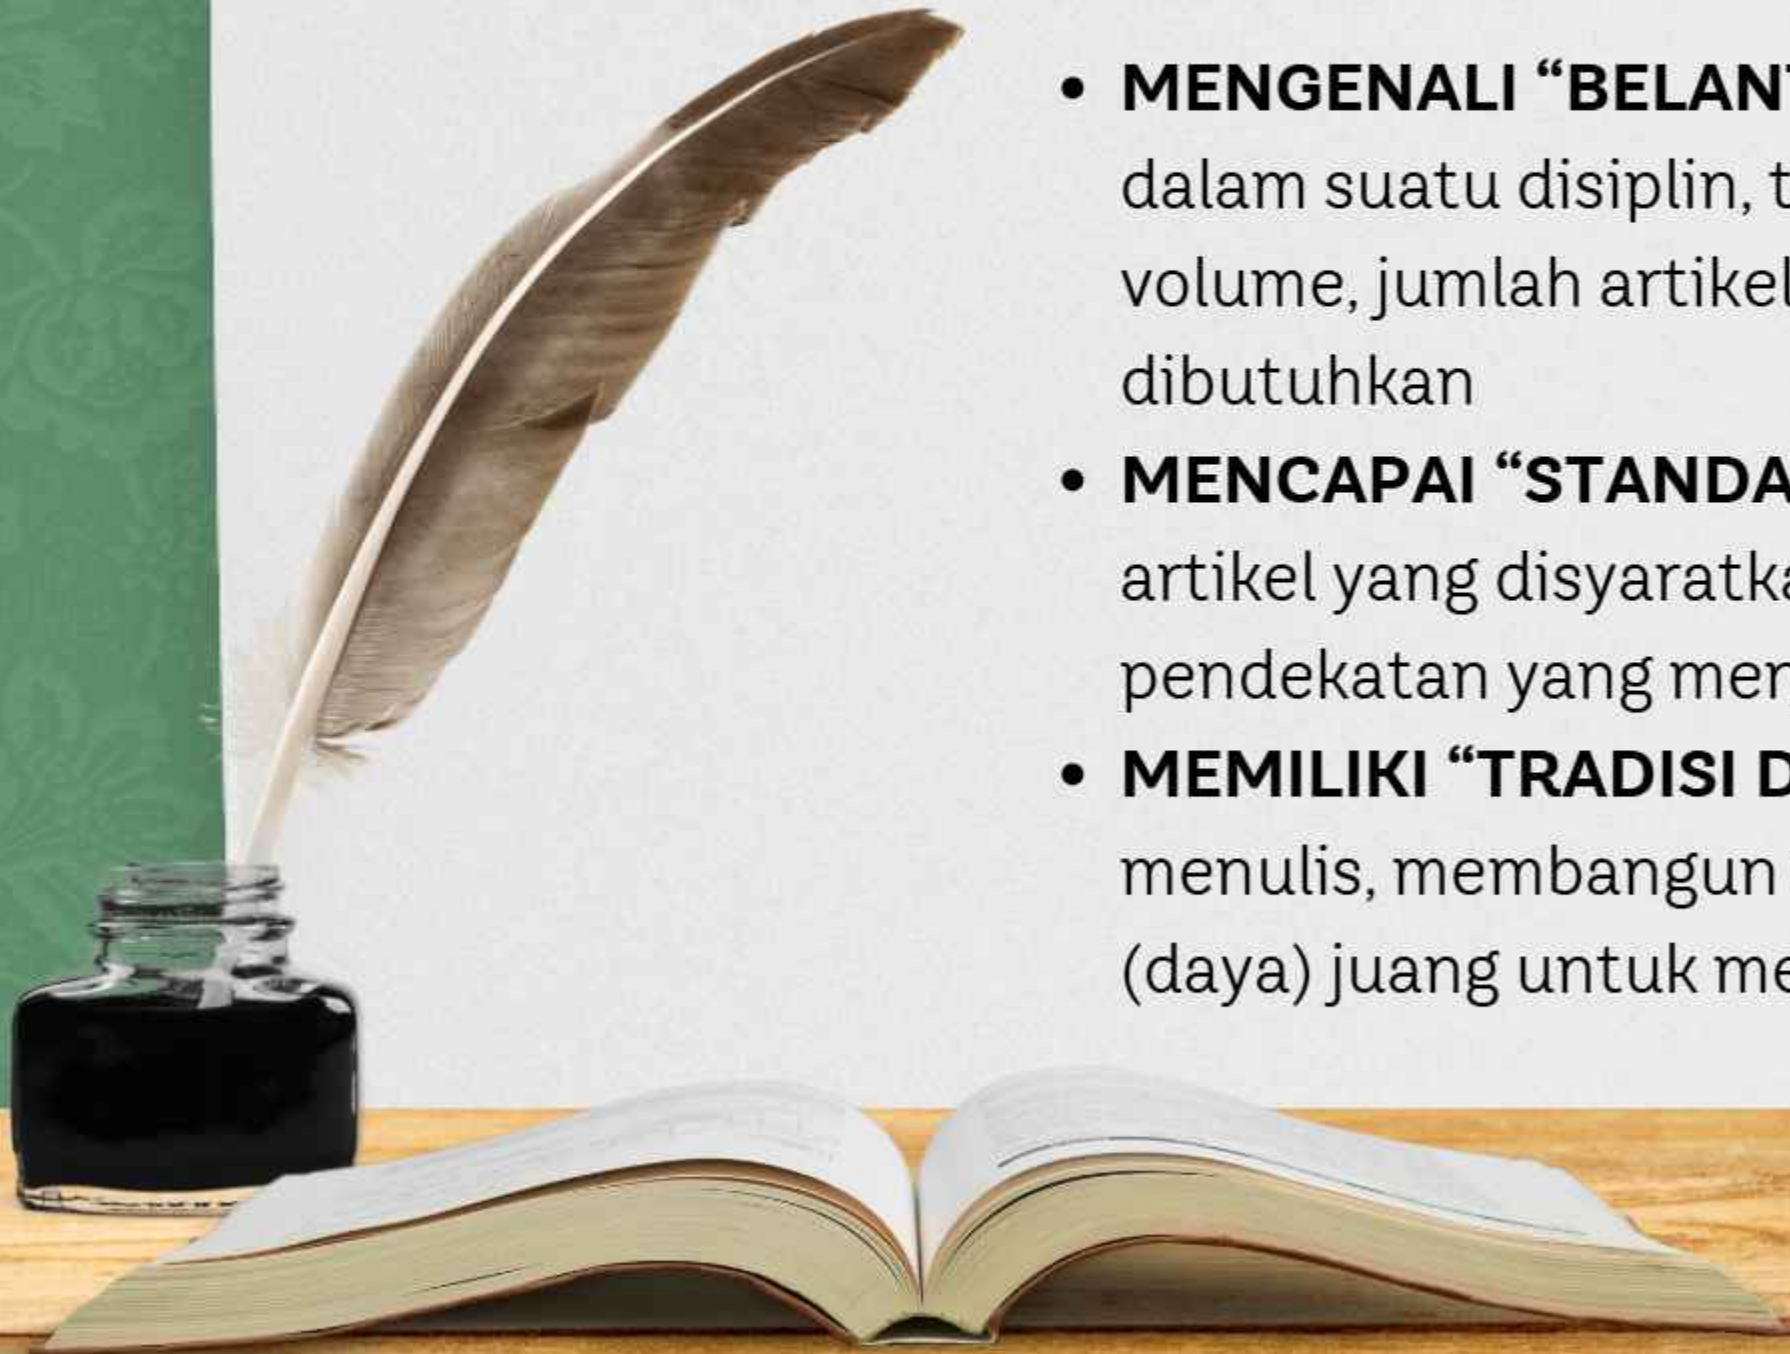 • MENGENALI “BELAN
dalam suatu disiplin, t
volume, jumlah artikel
dibutuhkan
• MENCAPAI “STANDA
artikel yang disyaratka
pendekatan yang men
• MEMILIKI “TRADISI D
menulis, membangun
(daya) juang untuk me